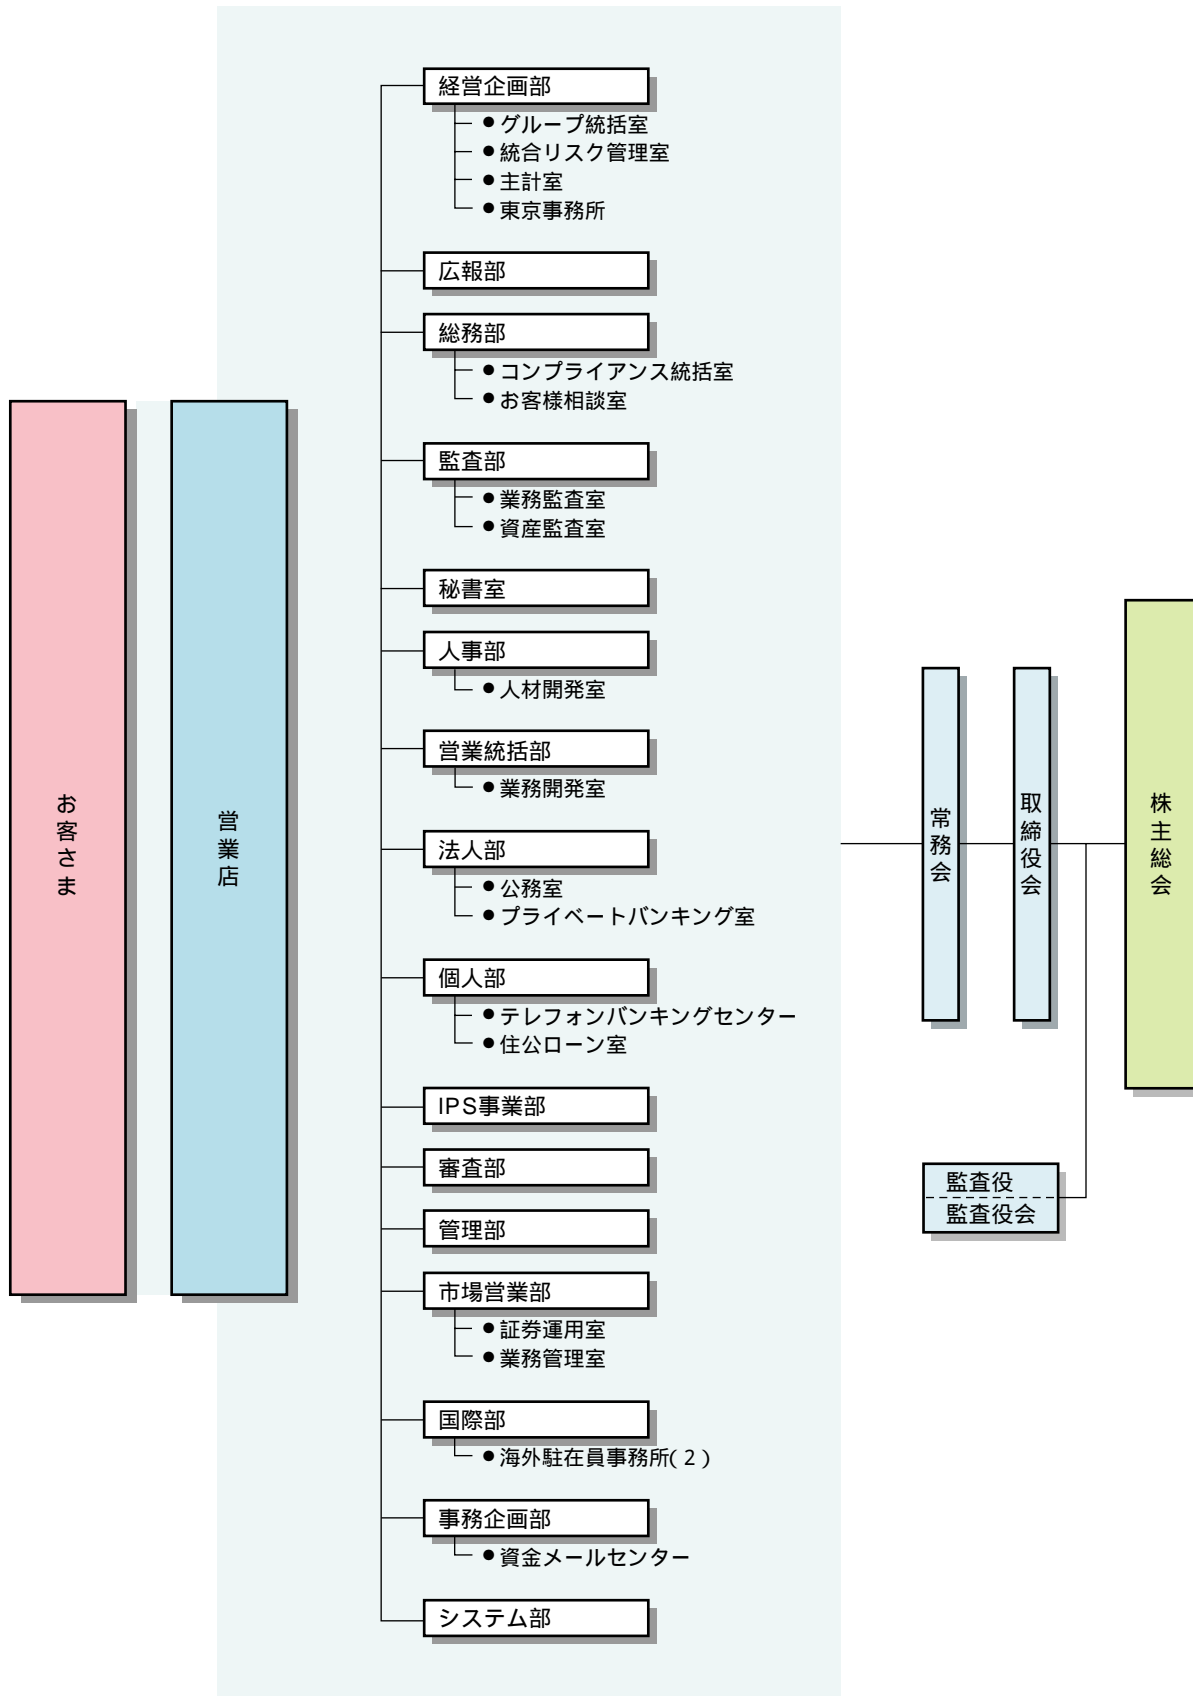 経営企画部
●グループ統括室
●統合リスク管理室
●主計室
●東京事務所
広報部
総務部
●コンプライアンス統括室
●お客様相談室
監査部
●業務監査室
●資産監査室
秘書室
人事部
●人材開発室
営業統括部
●業務開発室
法人部
●公務室
●プライベートバンキング室
個人部
●テレフォンバンキングセンター
●住公ローン室
IPS事業部
審査部
管理部
市場営業部
●証券運用室
●業務管理室
国際部
●海外駐在員事務所(2)
事務企画部
●資金メールセンター
システム部
お客さま
営業店
常務会
取締役会
株主総会
監査役
監査役会